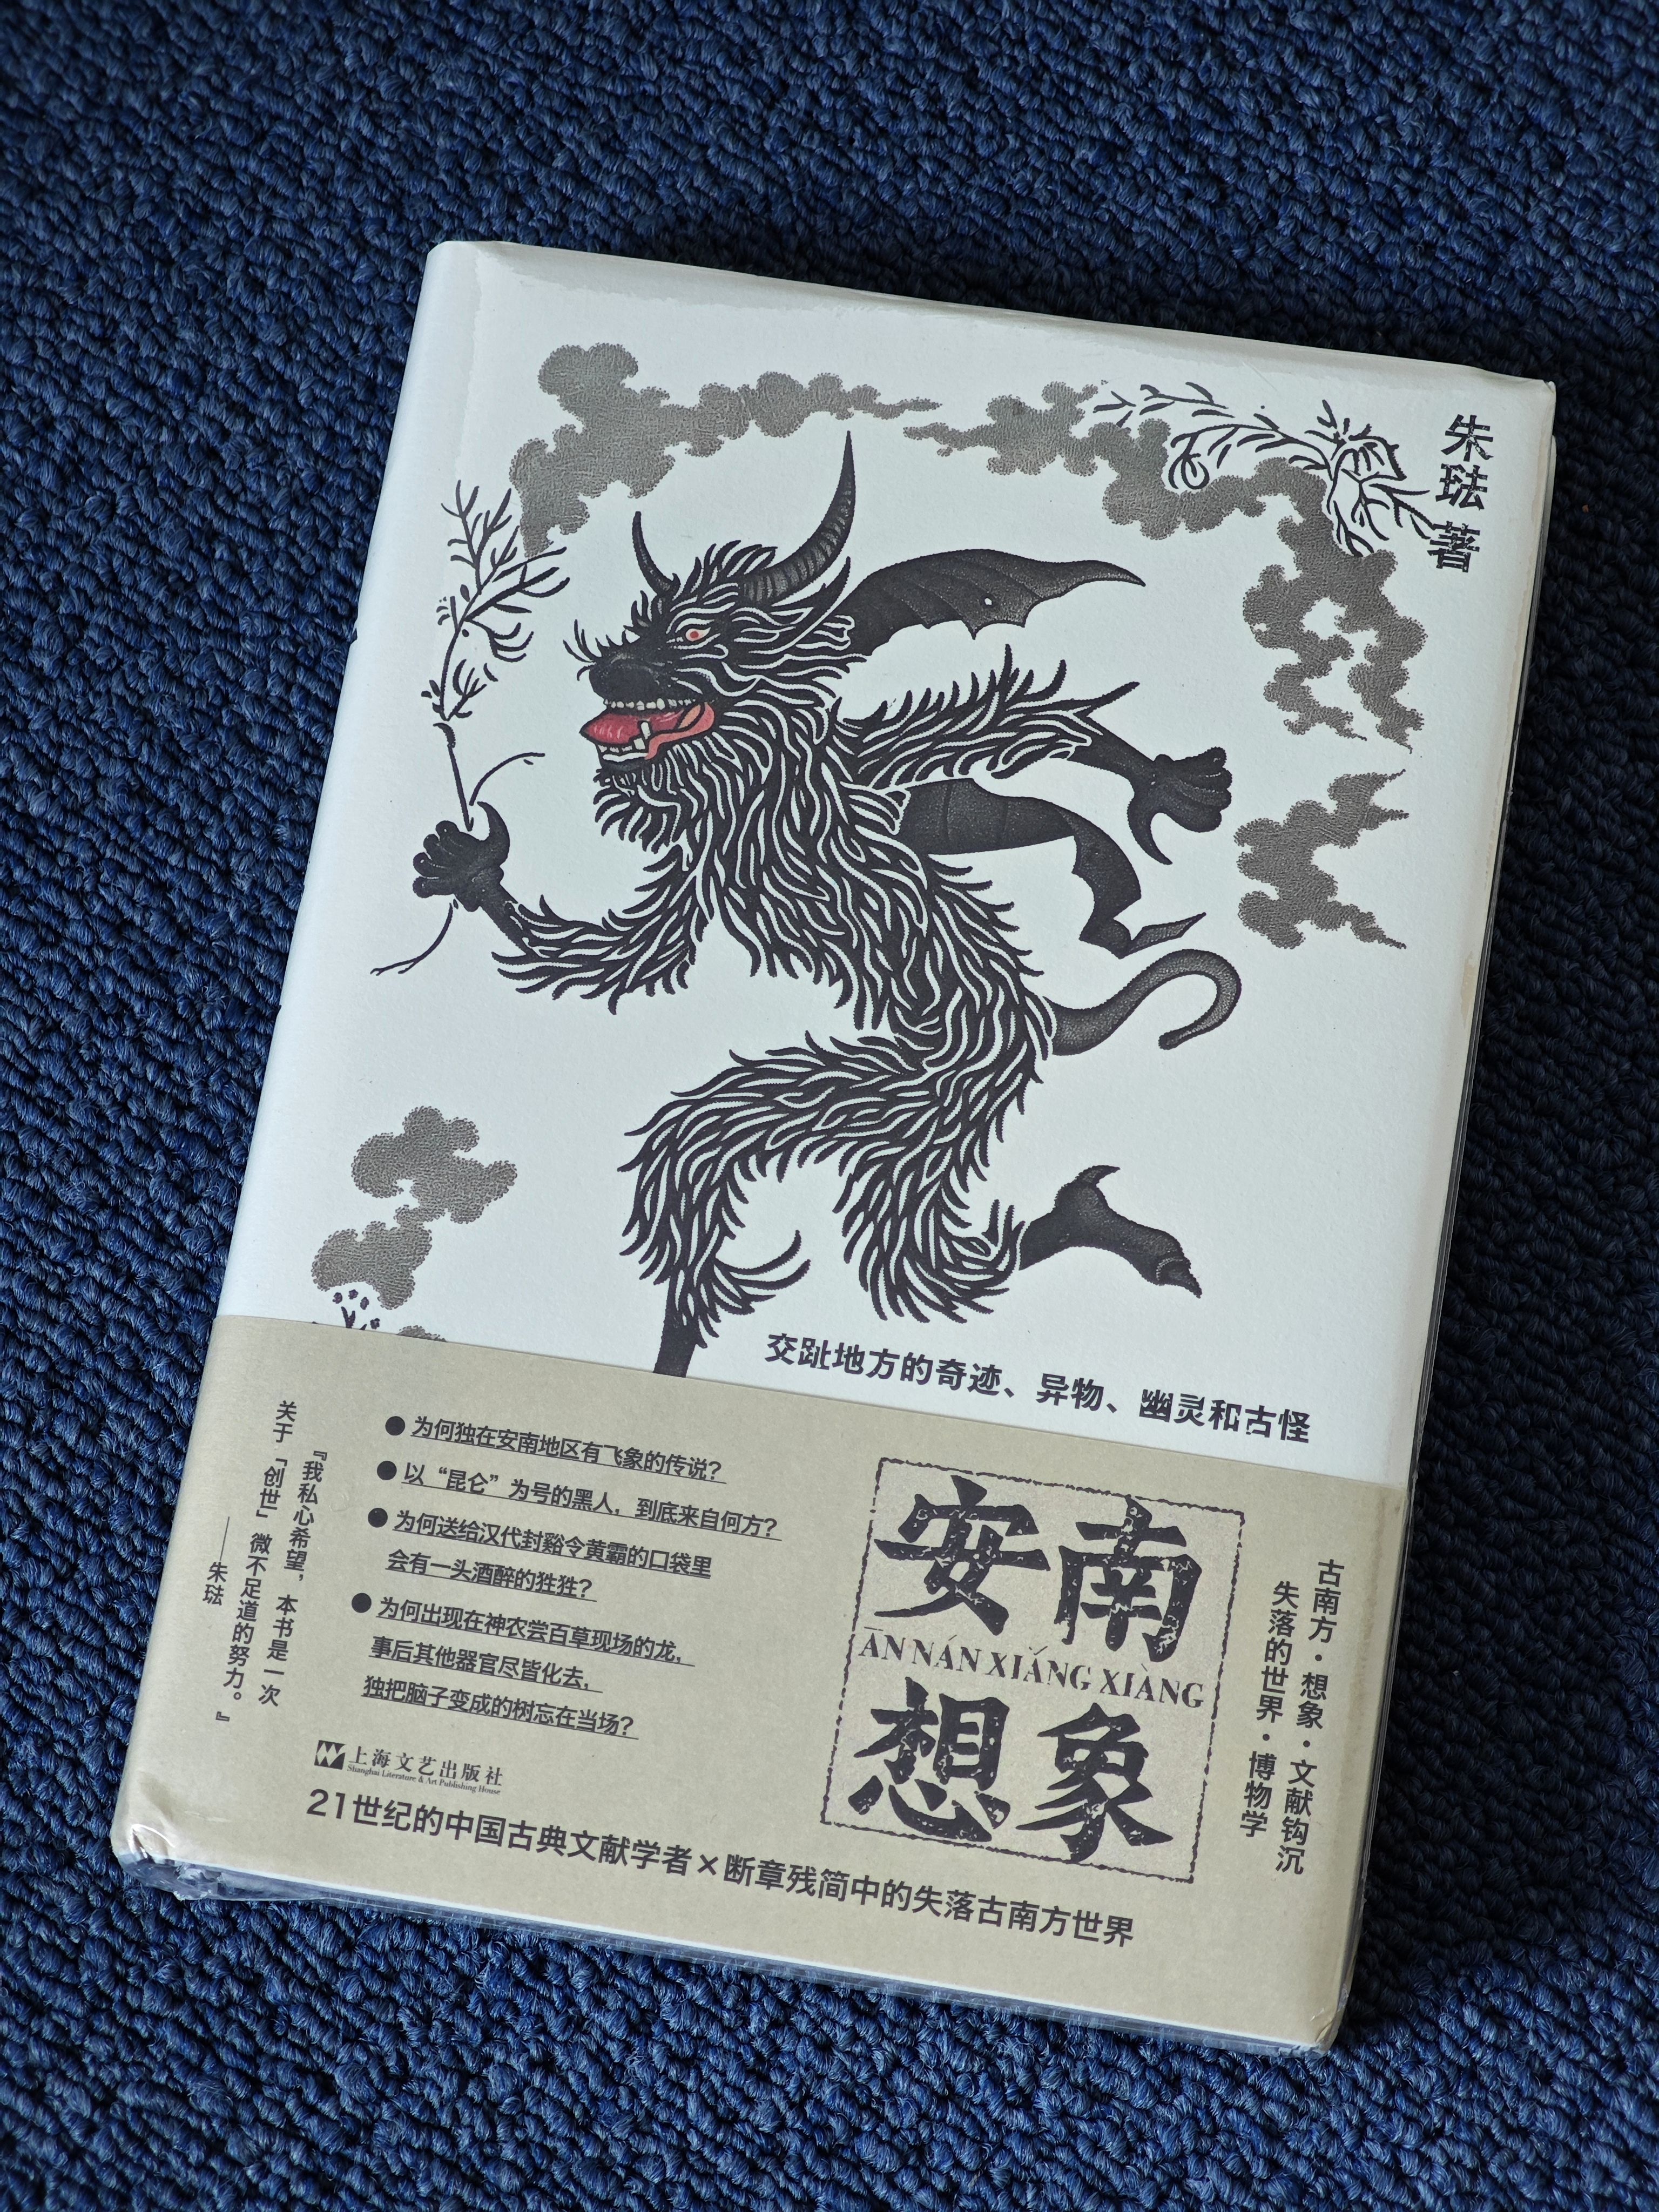 朱琺 著
交趾地方的奇迹、异物、幽灵和古怪
安南
ĀN NÁN XIǍNG XIÀNG
想象
古南方·想象·文献钩沉
失落的世界·博物学
●为何独在安南地区有飞象的传说?
●以“昆仑”为号的黑人,到底来自何方?
●为何送给汉代封谿令黄霸的口袋里
会有一头酒醉的狌狌?
●为何出现在神农尝百草现场的龙,
事后其他器官尽皆化去,
独把脑子变成的树忘在当场?
『我私心希望,本书是一次
关于「创世」微不足道的努力。』
——朱琺
上海文艺出版社
Shanghai Literature & Art Publishing House
21世纪的中国古典文献学者×断章残简中的失落古南方世界